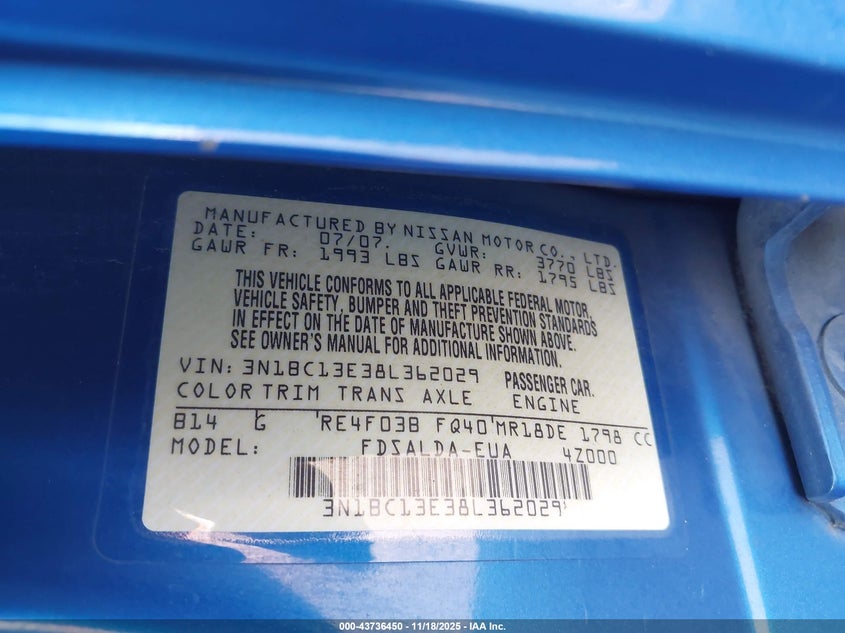 MANUFACTURED BY NISSAN MOTOR CO., LTD.
DATE: 07/07. GVWR: 3770 LBS
GAWR FR: 1993 LBS GAWR RR: 1795 LBS
THIS VEHICLE CONFORMS TO ALL APPLICABLE FEDERAL MOTOR
VEHICLE SAFETY, BUMPER AND THEFT PREVENTION STANDARDS
IN EFFECT ON THE DATE OF MANUFACTURE SHOWN ABOVE.
SEE OWNER'S MANUAL FOR ADDITIONAL INFORMATION.
VIN: 3N1BC13E38L362029 PASSENGER CAR.
COLOR TRIM TRANS AXLE ENGINE
B14 G RE4F03B FQ40 MR18DE 1798 CC
MODEL: FDSALDA-EUA 4Z000
3N1BC13E38L362029
000-43736450 - 11/18/2025 - IAA Inc.